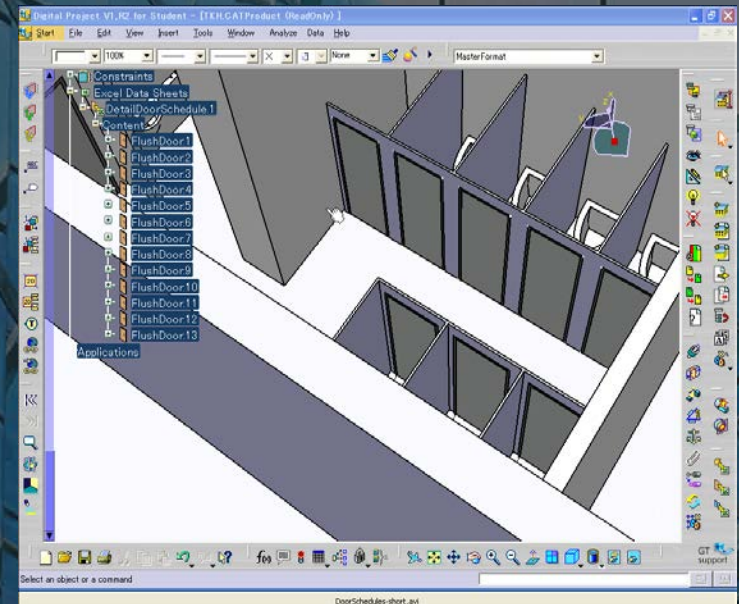 Digital Project V1,R2 for Student - [TKH.CATProduct (ReadOnly) ]
Start File Edit View Insert Tools Window Analyze Data Help
100% None MasterFormat
Constraints
Excel Data Sheets
DetailDoorSchedule.1
Content
FlushDoor.1
FlushDoor.2
FlushDoor.3
FlushDoor.4
FlushDoor.5
FlushDoor.6
FlushDoor.7
FlushDoor.8
FlushDoor.9
FlushDoor.10
FlushDoor.11
FlushDoor.12
FlushDoor.13
Applications
GT
support
Select an object or a command
DoorSchedules-short.avi